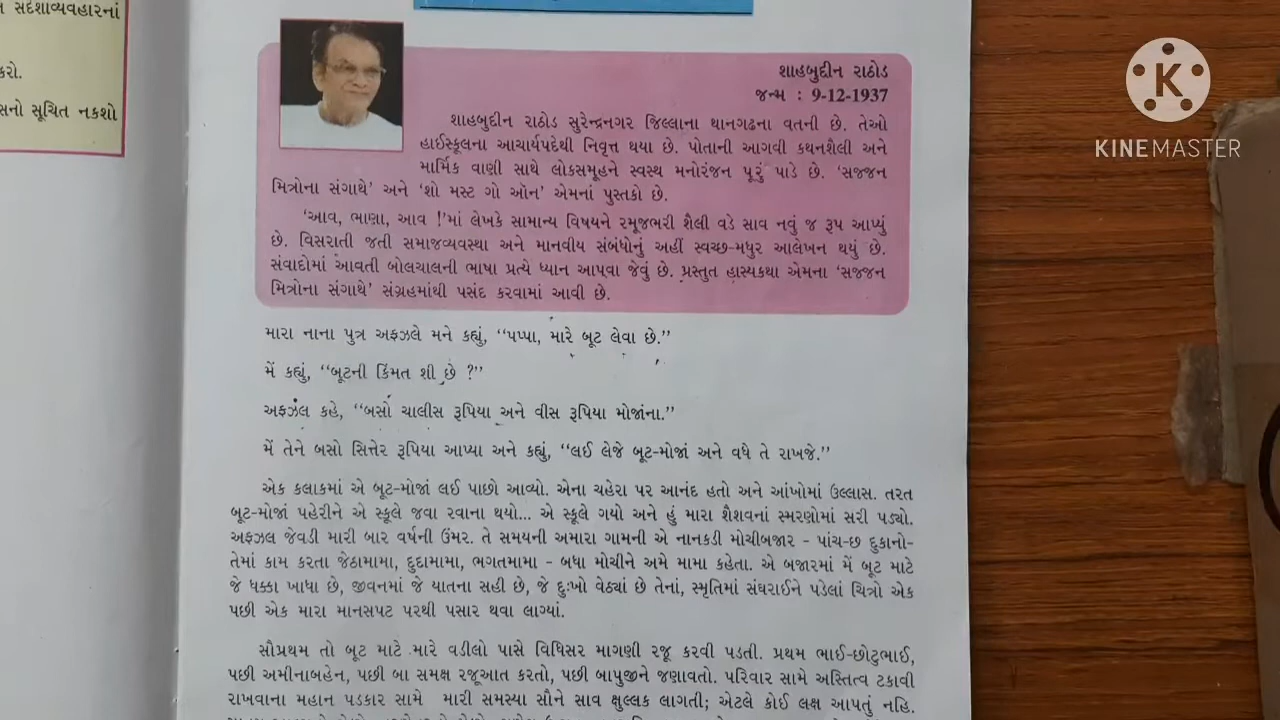 સંદેશાવ્યવહારનાં
કરો.
સૂચિત નકશો
K
KINEMASTER
શાહબુદ્દીન રાઠોડ
જન્મ : 9-12-1937
શાહબુદ્દીન રાઠોડ સુરેન્દ્રનગર જિલ્લાના થાનગઢના વતની છે. તેઓ
હાઈસ્કૂલના આચાર્યપદેથી નિવૃત્ત થયા છે. પોતાની આગવી કથનશૈલી અને
માર્મિક વાણી સાથે લોકસમૂહને સ્વસ્થ મનોરંજન પૂરું પાડે છે. ‘સજ્જન
મિત્રોના સંગાથે’ અને ‘શો મસ્ટ ગો ઑન’ એમનાં પુસ્તકો છે.
‘આવ, ભાણા, આવ !’માં લેખકે સામાન્ય વિષયને રમૂજભરી શૈલી વડે સાવ નવું જ રૂપ આપ્યું
છે. વિસરાતી જતી સમાજવ્યવસ્થા અને માનવીય સંબંધોનું અહીં સ્વચ્છ-મધુર આલેખન થયું છે.
સંવાદોમાં આવતી બોલચાલની ભાષા પ્રત્યે ધ્યાન આપવા જેવું છે. પ્રસ્તુત હાસ્યકથા એમના ‘સજ્જન
મિત્રોના સંગાથે’ સંગ્રહમાંથી પસંદ કરવામાં આવી છે.
મારા નાના પુત્ર અફઝલે મને કહ્યું, “પપ્પા, મારે બૂટ લેવા છે.”
મેં કહ્યું, “બૂટની કિંમત શી છે ?”
અફઝલ કહે, “બસો ચાલીસ રૂપિયા અને વીસ રૂપિયા મોજાંના.”
મેં તેને બસો સિત્તેર રૂપિયા આપ્યા અને કહ્યું, “લઈ લેજે બૂટ-મોજાં અને વધે તે રાખજે.”
એક કલાકમાં એ બૂટ-મોજાં લઈ પાછો આવ્યો. એના ચહેરા પર આનંદ હતો અને આંખોમાં ઉલ્લાસ. તરત
બૂટ-મોજાં પહેરીને એ સ્કૂલે જવા રવાના થયો... એ સ્કૂલે ગયો અને હું મારા શૈશવનાં સ્મરણોમાં સરી પડ્યો.
અફઝલ જેવડી મારી બાર વર્ષની ઉંમર. તે સમયની અમારા ગામની એ નાનકડી મોચીબજાર - પાંચ-છ દુકાનો-
તેમાં કામ કરતા જેઠામામા, દુદામામા, ભગતમામા - બધા મોચીને અમે મામા કહેતા. એ બજારમાં મેં બૂટ માટે
જે ધક્કા ખાધા છે, જીવનમાં જે યાતના સહી છે, જે દુઃખો વેઠ્યાં છે તેનાં, સ્મૃતિમાં સંઘરાઈને પડેલાં ચિત્રો એક
પછી એક મારા માનસપટ પરથી પસાર થવા લાગ્યાં.
સૌપ્રથમ તો બૂટ માટે મારે વડીલો પાસે વિધિસર માગણી રજૂ કરવી પડતી. પ્રથમ ભાઈ-છોટુભાઈ,
પછી અમીનાબહેન, પછી બા સમક્ષ રજૂઆત કરતો, પછી બાપુજીને જણાવતો. પરિવાર સામે અસ્તિત્વ ટકાવી
રાખવાના મહાન પડકાર સામે મારી સમસ્યા સૌને સાવ ક્ષુલ્લક લાગતી; એટલે કોઈ લક્ષ આપતું નહિ.